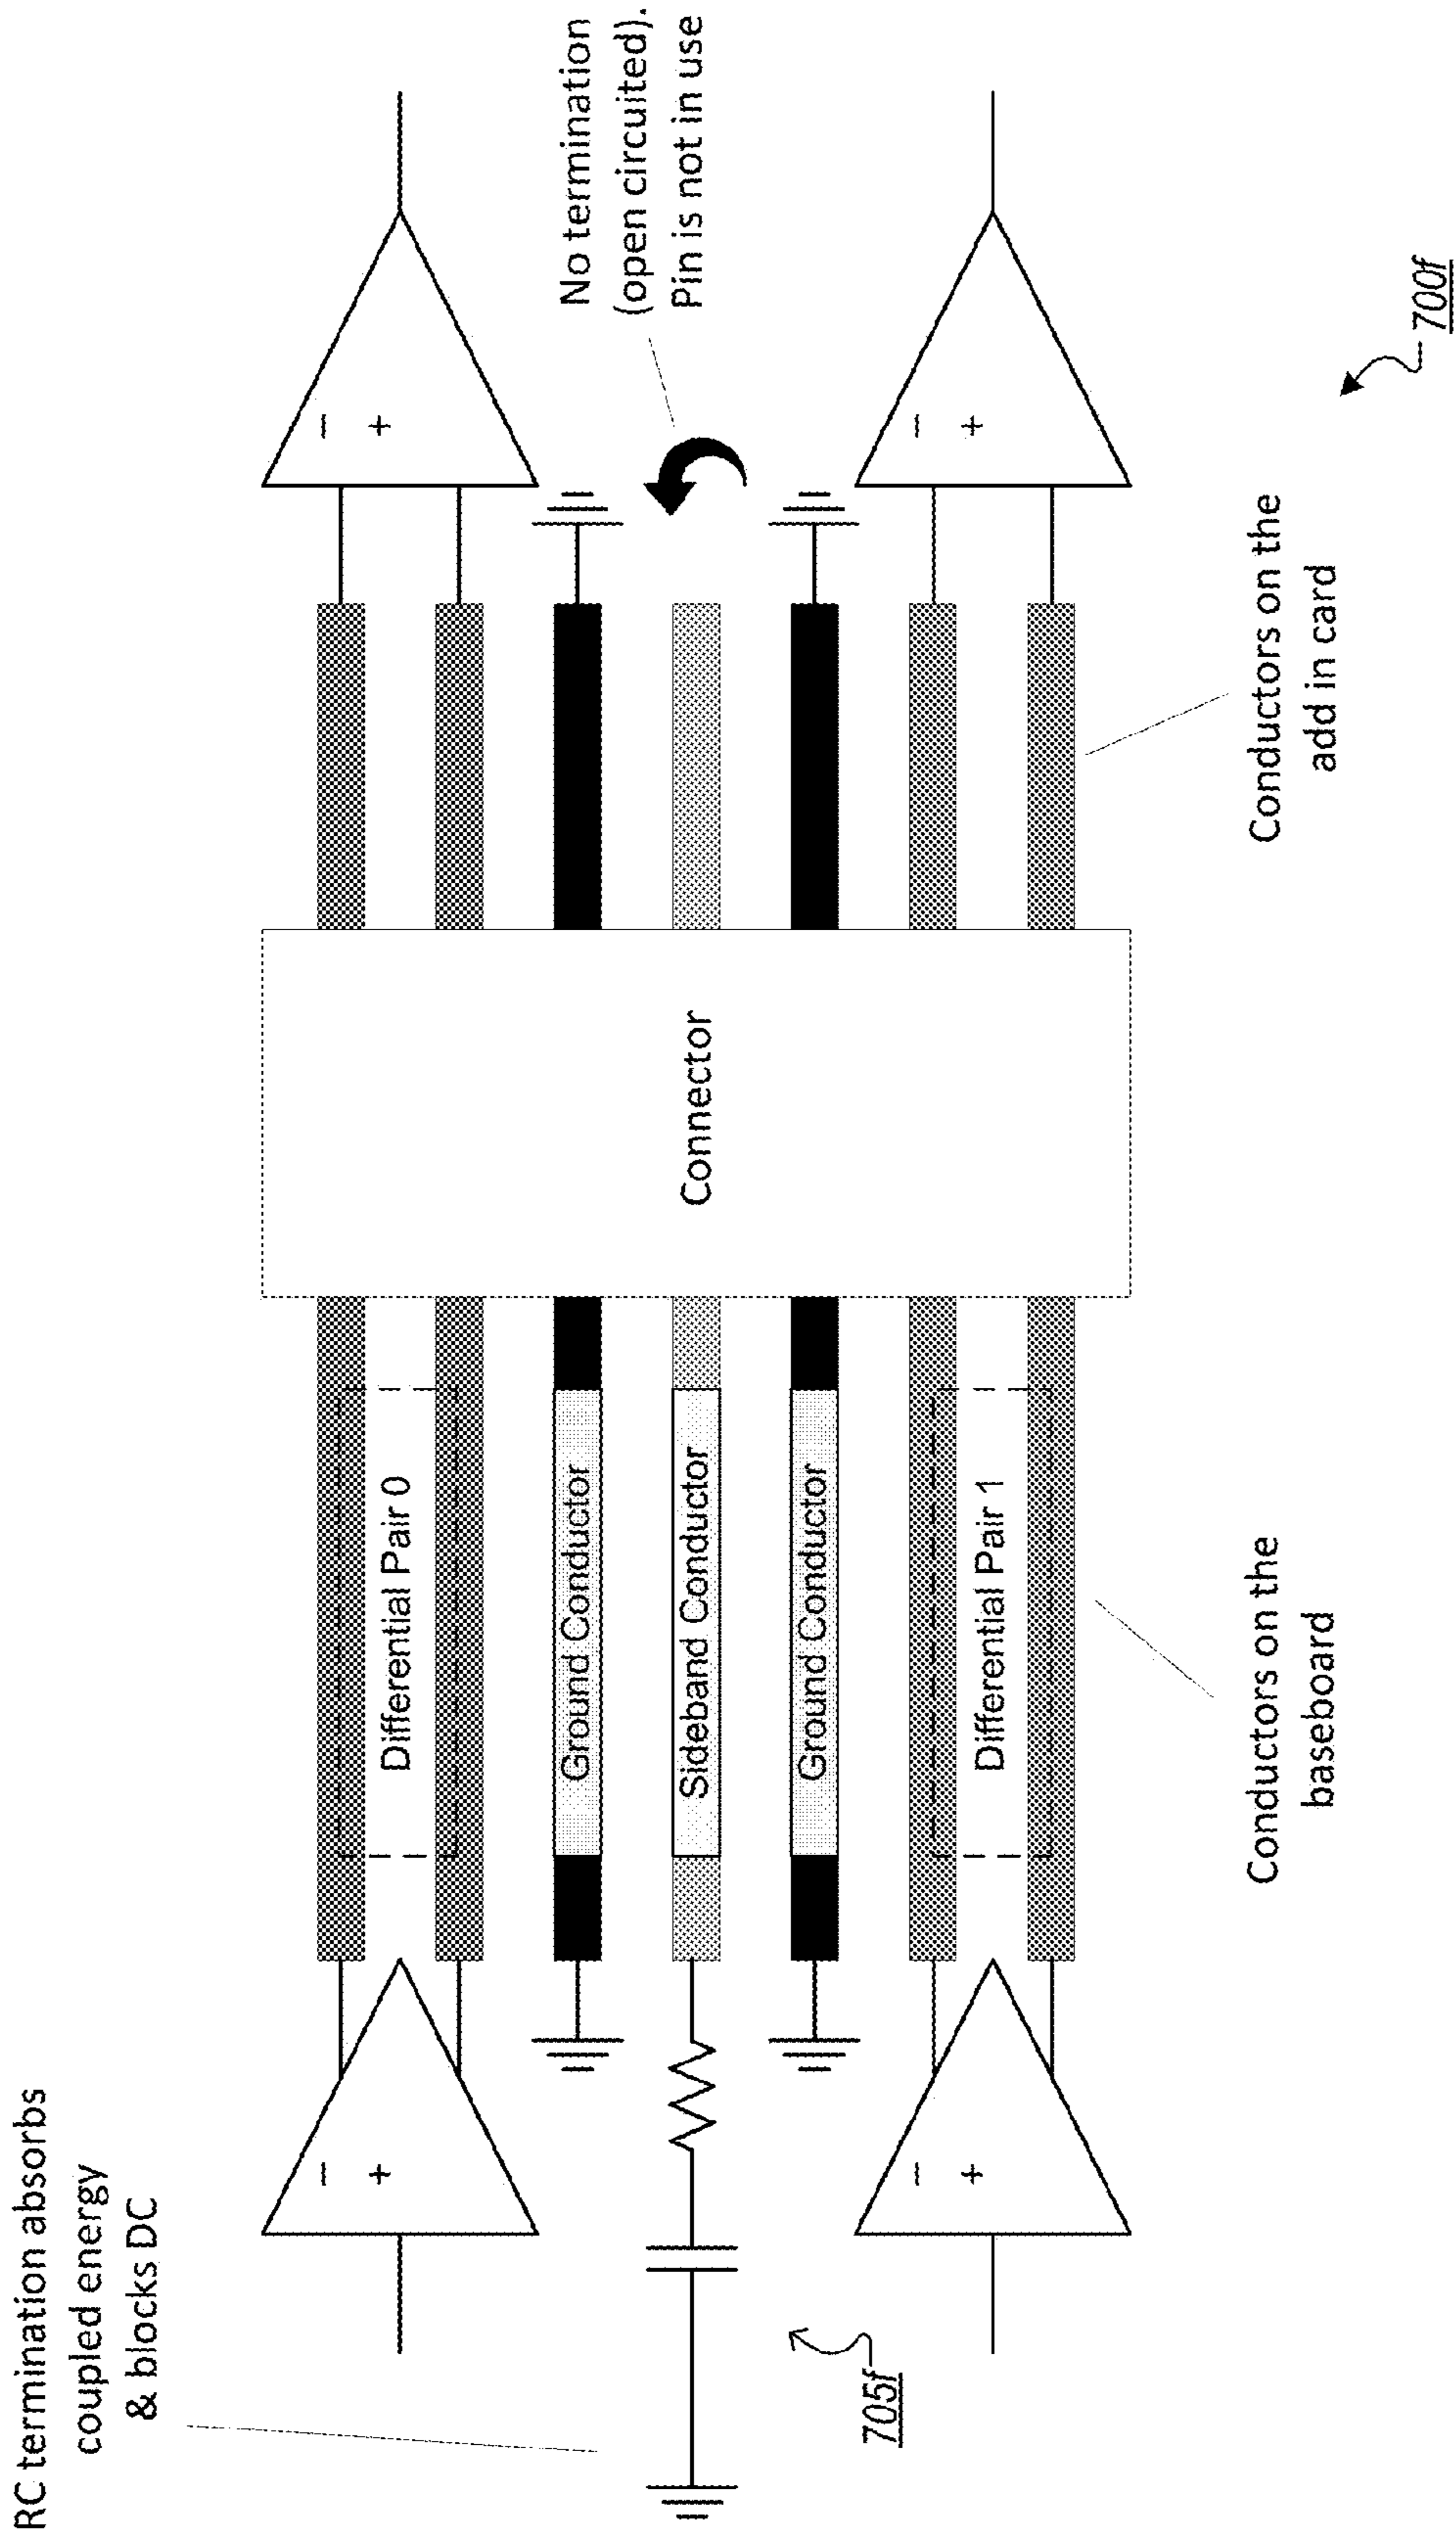 RC termination absorbs
coupled energy
& blocks DC
No termination
(open circuited).
Pin is not in use
− +
− +
Differential Pair 0
Ground Conductor
Sideband Conductor
Ground Conductor
Differential Pair 1
Connector
− +
− +
705f
Conductors on the
baseboard
Conductors on the
add in card
700f